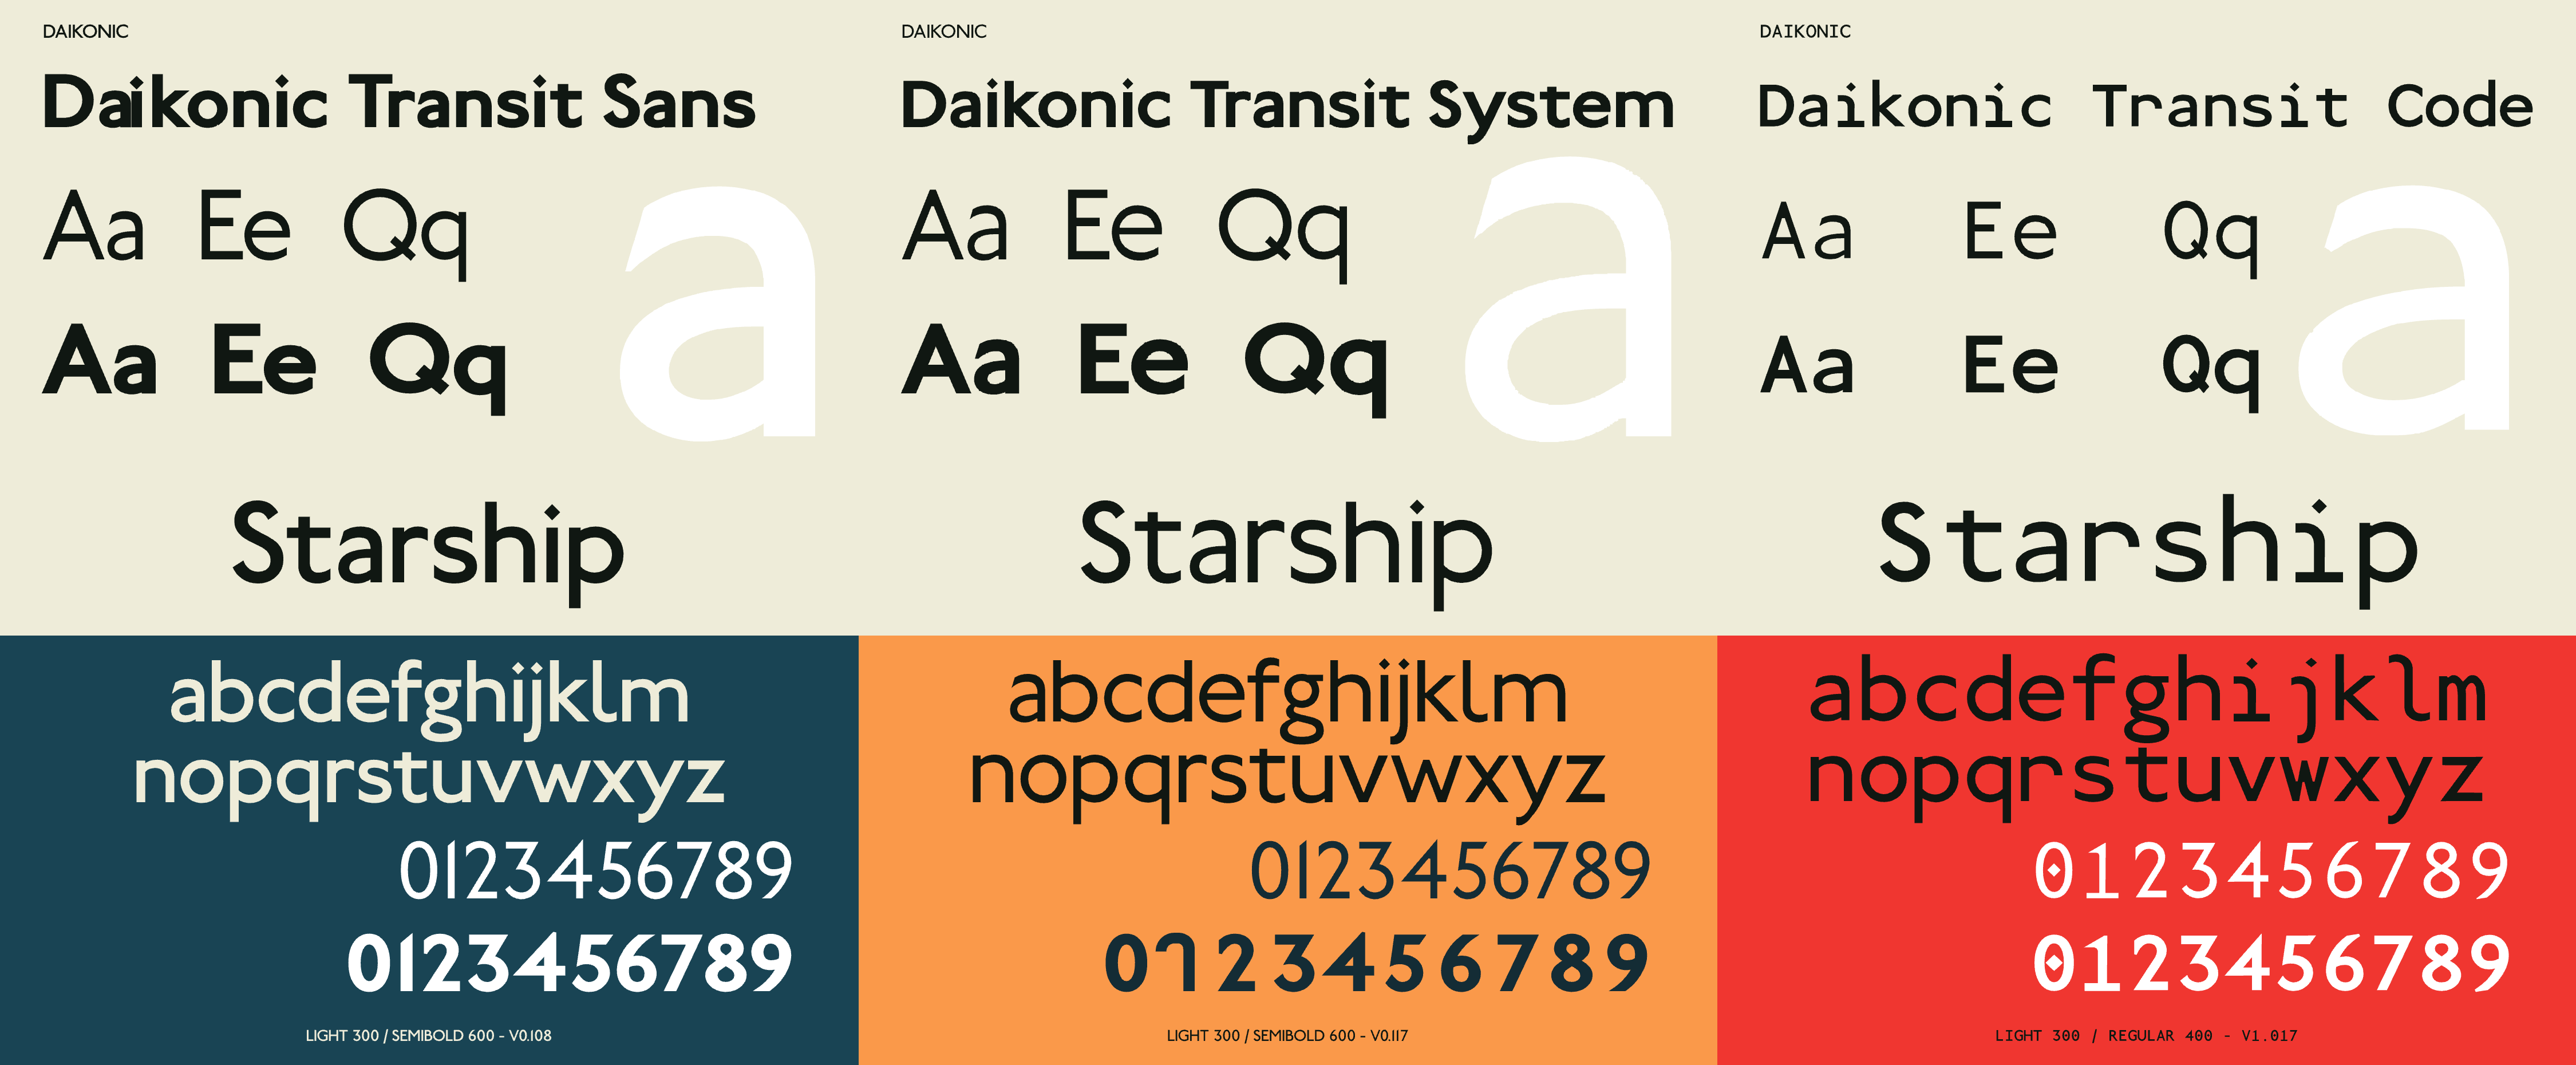 DAIKONIC
Daikonic Transit Sans
Aa Ee Qq
Aa Ee Qq
a
Starship
abcdefghijklm
nopqrstuvwxyz
0123456789
0123456789
LIGHT 300 / SEMIBOLD 600 - V0.108
DAIKONIC
Daikonic Transit System
Aa Ee Qq
Aa Ee Qq
a
Starship
abcdefghijklm
nopqrstuvwxyz
0123456789
0123456789
LIGHT 300 / SEMIBOLD 600 - V0.117
DAIKONIC
Daikonic Transit Code
Aa Ee Qq
Aa Ee Qq
a
Starship
abcdefghijklm
nopqrstuvwxyz
0123456789
0123456789
LIGHT 300 / REGULAR 400 - V1.017